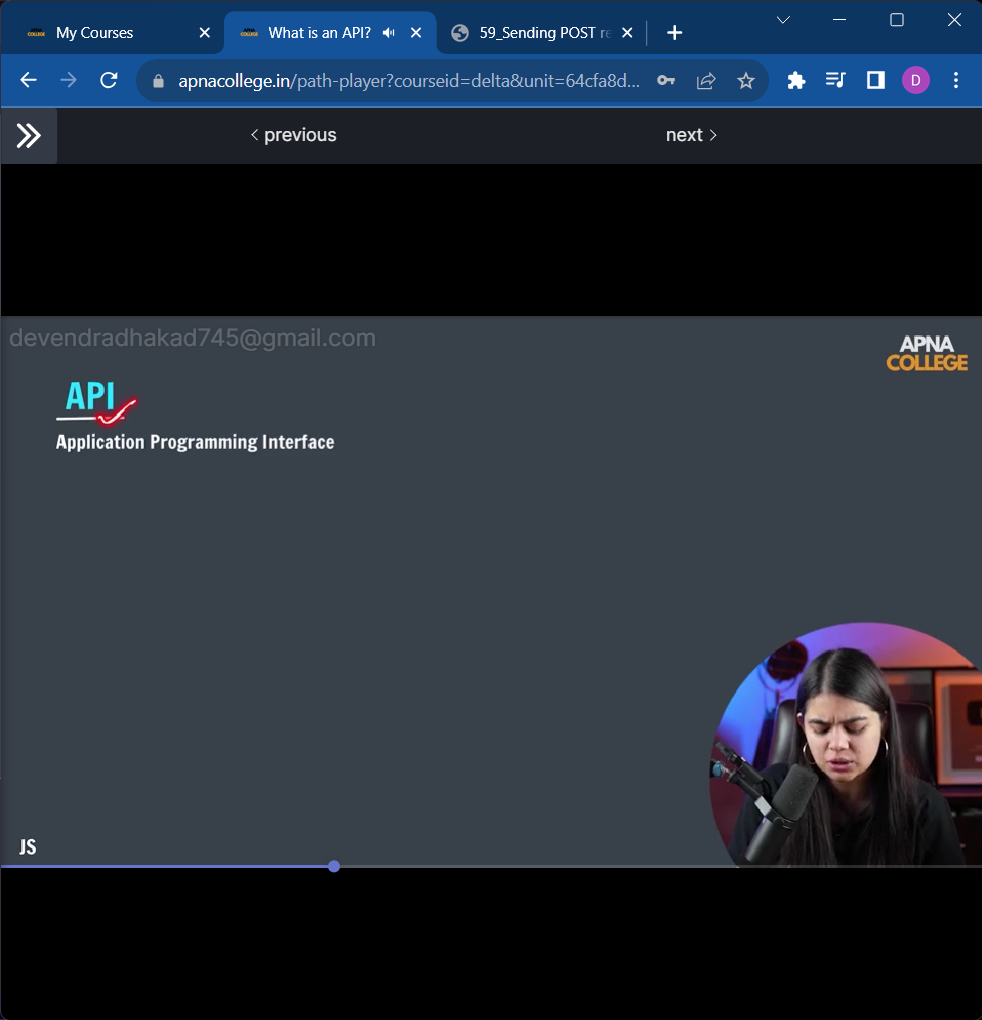 My Courses
What is an API?
59_Sending POST re
apnacollege.in/path-player?courseid=delta&unit=64cfa8d...
D
< previous
next >
devendradhakad745@gmail.com
APNA
COLLEGE
API
Application Programming Interface
JS